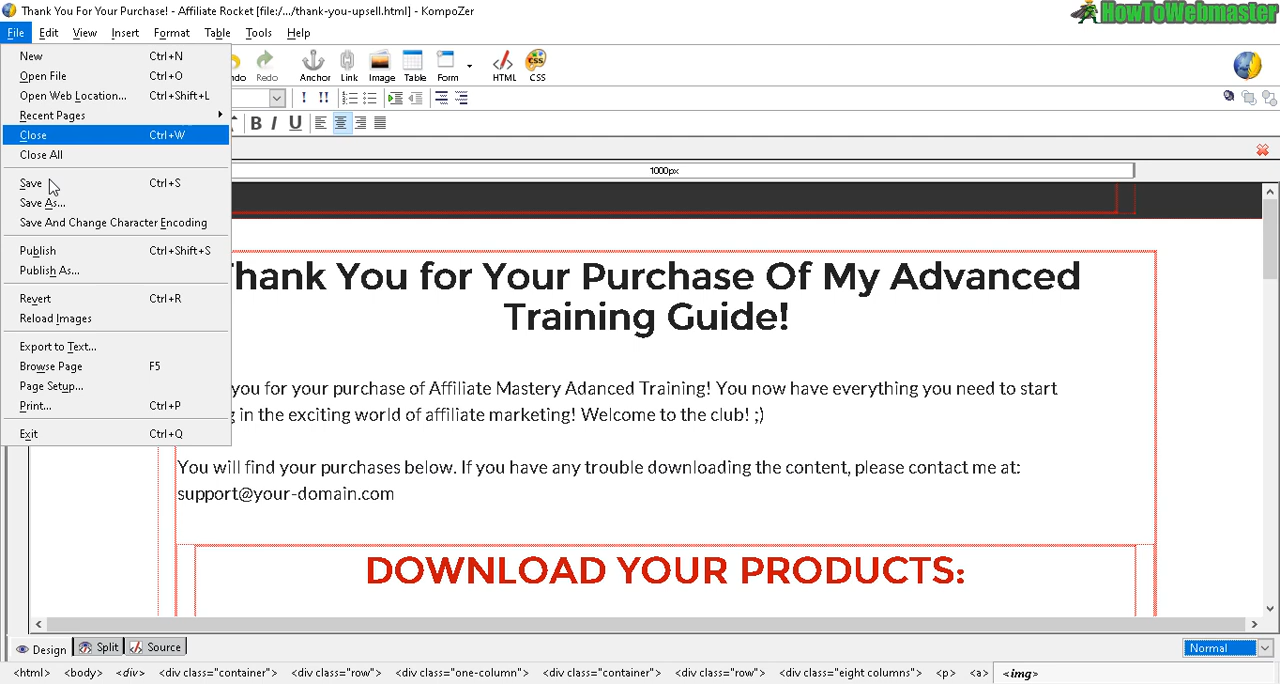 Thank You For Your Purchase! - Affiliate Rocket [file:/.../thank-you-upsell.html] - KompoZer
HowToWebmaster
File Edit View Insert Format Table Tools Help
New Ctrl+N
Open File Ctrl+O
Open Web Location... Ctrl+Shift+L
Recent Pages
Close Ctrl+W
Close All
Save Ctrl+S
Save As...
Save And Change Character Encoding
Publish Ctrl+Shift+S
Publish As...
Revert Ctrl+R
Reload Images
Export to Text...
Browse Page F5
Page Setup...
Print... Ctrl+P
Exit Ctrl+Q
ndo Redo Anchor Link Image Table Form HTML CSS
CSS
! !!
B I U
1000px
hank You for Your Purchase Of My Advanced
Training Guide!
you for your purchase of Affiliate Mastery Adanced Training! You now have everything you need to start
g in the exciting world of affiliate marketing! Welcome to the club! ;)
You will find your purchases below. If you have any trouble downloading the content, please contact me at:
support@your-domain.com
DOWNLOAD YOUR PRODUCTS:
Design Split Source Normal
<html> <body> <div> <div class="container"> <div class="row"> <div class="one-column"> <div class="container"> <div class="row"> <div class="eight columns"> <p> <a> <img>